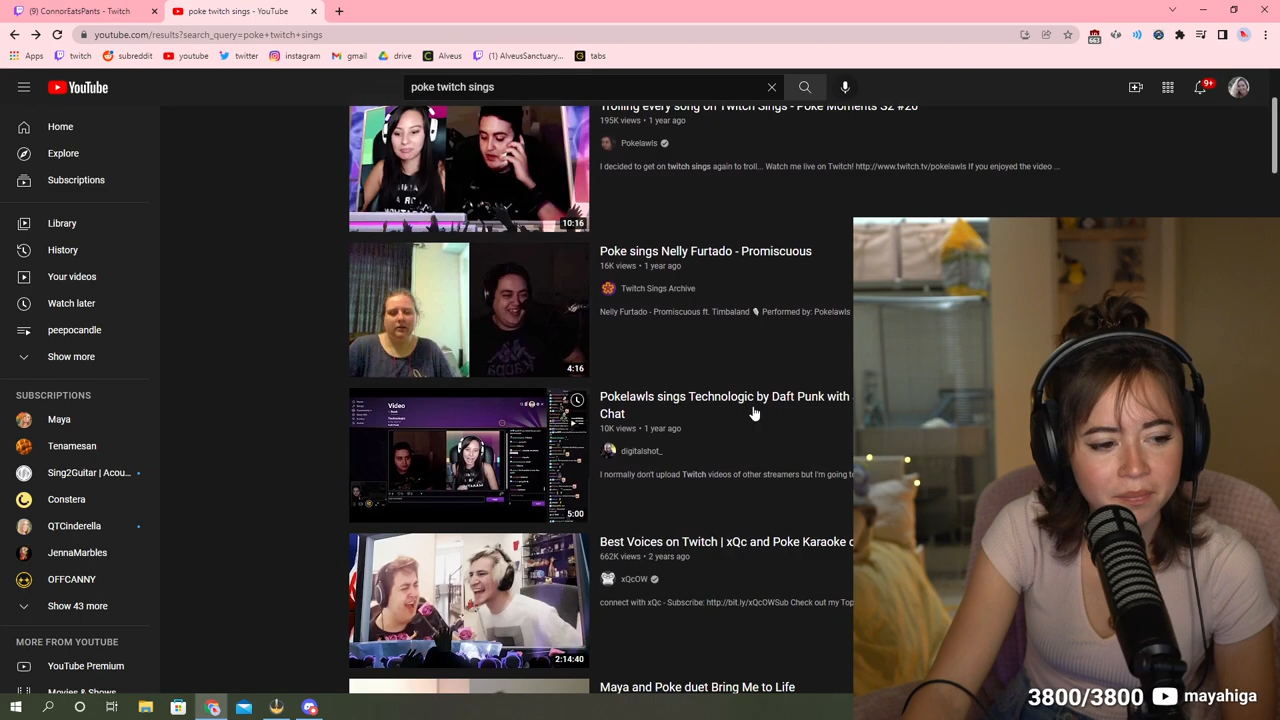 (9) ConnorEatsPants - Twitch
poke twitch sings - YouTube
youtube.com/results?search_query=poke+twitch+sings
663
Apps
twitch
subreddit
youtube
twitter
instagram
gmail
drive
Alveus
(1) AlveusSanctuary...
tabs
YouTube
poke twitch sings
9+
Home
Explore
Subscriptions
Library
History
Your videos
Watch later
peepocandle
Show more
SUBSCRIPTIONS
Maya
Tenamesan
Sing2Guitar | Acou...
Constera
QTCinderella
JennaMarbles
OFFCANNY
Show 43 more
MORE FROM YOUTUBE
YouTube Premium
Movies & Shows
Trolling every song on Twitch Sings - Poke Moments S2 #26
195K views • 1 year ago
Pokelawls
I decided to get on twitch sings again to troll... Watch me live on Twitch! http://www.twitch.tv/pokelawls If you enjoyed the video ...
10:16
Poke sings Nelly Furtado - Promiscuous
16K views • 1 year ago
Twitch Sings Archive
Nelly Furtado - Promiscuous ft. Timbaland 🎙 Performed by: Pokelawls
4:16
Pokelawls sings Technologic by Daft Punk with
Chat
10K views • 1 year ago
digitalshot_
I normally don't upload Twitch videos of other streamers but I'm going to
Video
5:00
Best Voices on Twitch | xQc and Poke Karaoke
662K views • 2 years ago
xQcOW
connect with xQc - Subscribe: http://bit.ly/xQcOWSub Check out my Top
2:14:40
Maya and Poke duet Bring Me to Life
3800/3800
mayahiga